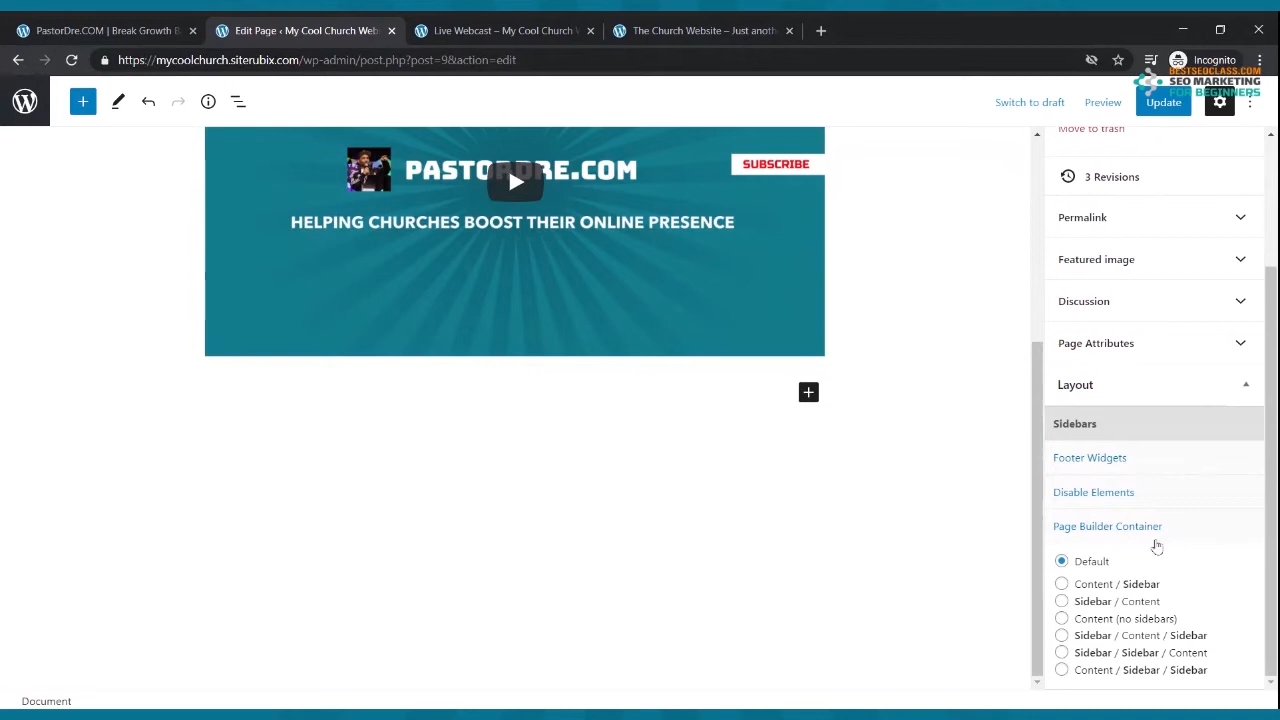 PastorDre.COM | Break Growth B
Edit Page ‹ My Cool Church Web
Live Webcast – My Cool Church
The Church Website – Just anoth
https://mycoolchurch.siterubix.com/wp-admin/post.php?post=9&action=edit
Incognito
BESTSEOCLASS.COM
SEO MARKETING
FOR BEGINNERS
Switch to draft
Preview
Update
Move to trash
PASTORDRE.COM
SUBSCRIBE
HELPING CHURCHES BOOST THEIR ONLINE PRESENCE
3 Revisions
Permalink
Featured image
Discussion
Page Attributes
Layout
Sidebars
Footer Widgets
Disable Elements
Page Builder Container
Default
Content / Sidebar
Sidebar / Content
Content (no sidebars)
Sidebar / Content / Sidebar
Sidebar / Sidebar / Content
Content / Sidebar / Sidebar
Document